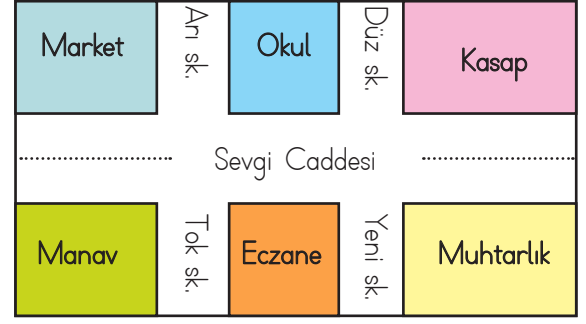 Market
Arı sk.
Okul
Düz sk.
Kasap
Sevgi Caddesi
Manav
Tok sk.
Eczane
Yeni sk.
Muhtarlık